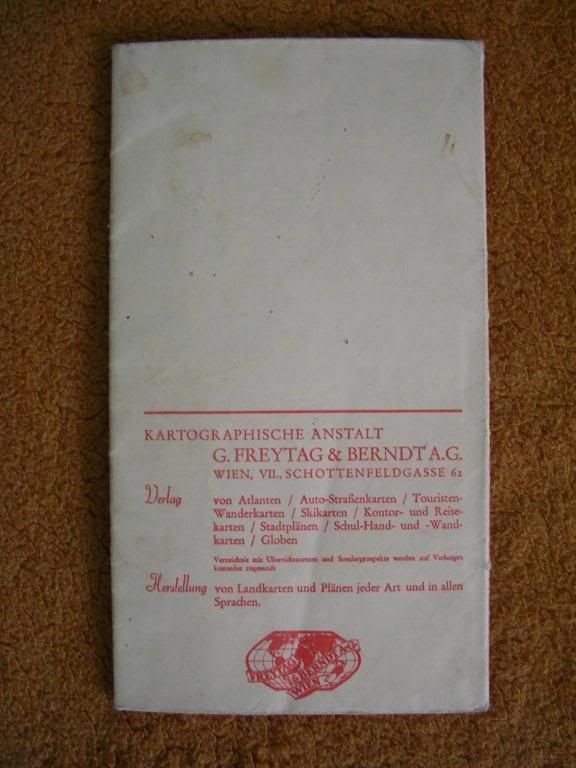 KARTOGRAPHISCHE ANSTALT
G. FREYTAG & BERNDT A.G.
WIEN, VII., SCHOTTENFELDGASSE 62
Verlag von Atlanten / Auto-Straßenkarten / Touristen-
Wanderkarten / Skikarten / Kontor- und Reise-
karten / Stadtplänen / Schul-Hand- und -Wand-
karten / Globen
Verzeichnis mit Übersichtsnetzen und Sonderprospekte werden auf Verlangen
kostenlos zugesandt
Herstellung von Landkarten und Plänen jeder Art und in allen
Sprachen.
FREYTAG
& BERNDT A.G.
WIEN